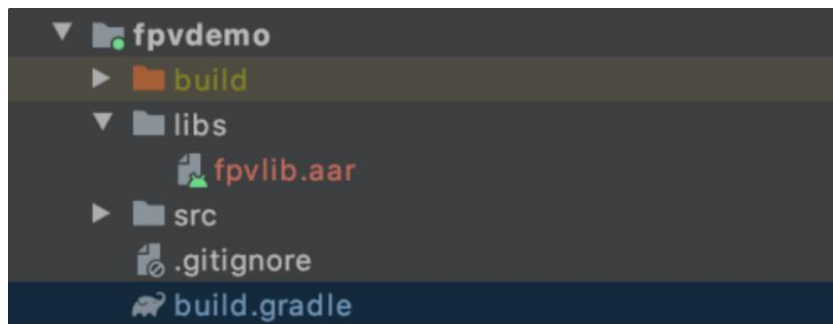 fpvdemo
build
libs
fpvlib.aar
src
.gitignore
build.gradle